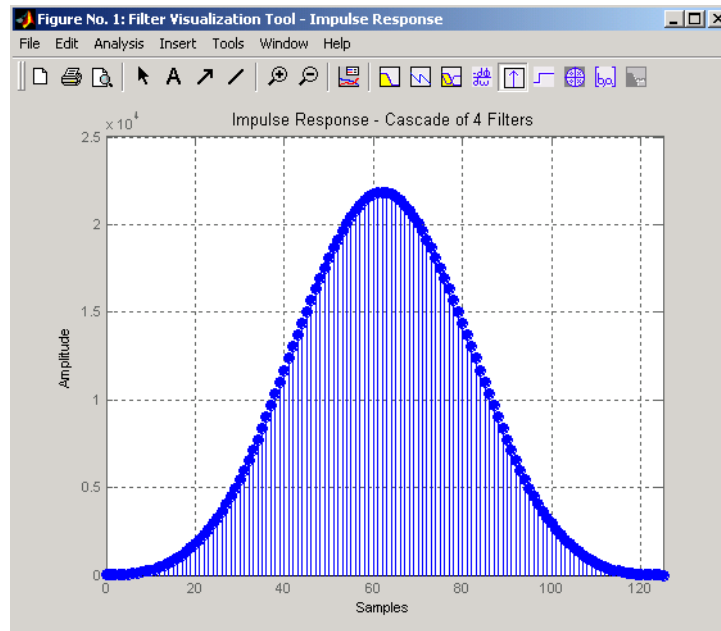 Figure No. 1: Filter Visualization Tool - Impulse Response
File Edit Analysis Insert Tools Window Help
A
[b,a]
Impulse Response - Cascade of 4 Filters
x 10^4
2.5
2
1.5
1
0.5
0
Amplitude
0 20 40 60 80 100 120
Samples